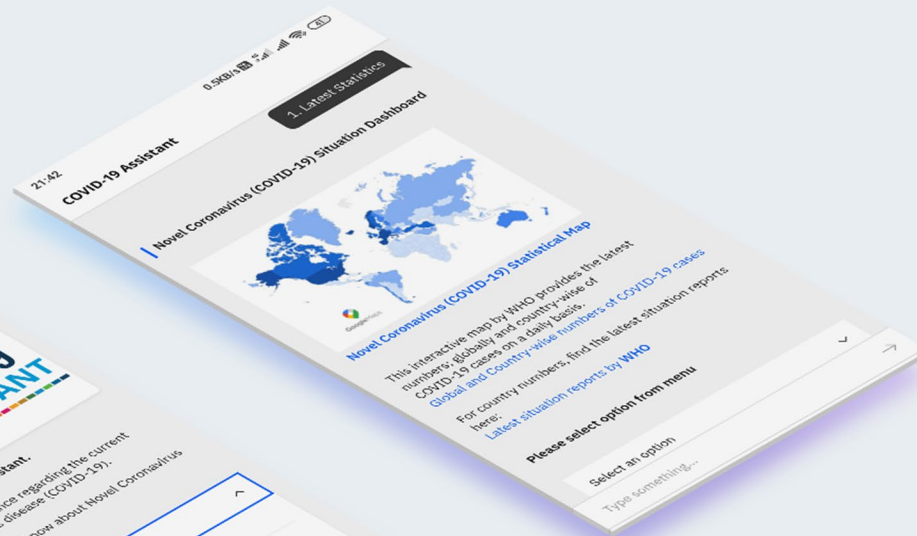 21:42
0.5KB/s
41
COVID-19 Assistant
1. Latest Statistics
Novel Coronavirus (COVID-19) Situation Dashboard
GoogleMaps
Novel Coronavirus (COVID-19) Statistical Map
This interactive map by WHO provides the latest
numbers; globally and country-wise of
COVID-19 cases on a daily basis.
Global and Country-wise numbers of COVID-19 cases
For country numbers, find the latest situation reports
here:
Latest situation reports by WHO
Please select option from menu
Select an option
Type something...
ANT
stant.
nce regarding the current
disease (COVID-19).
now about Novel Coronavirus